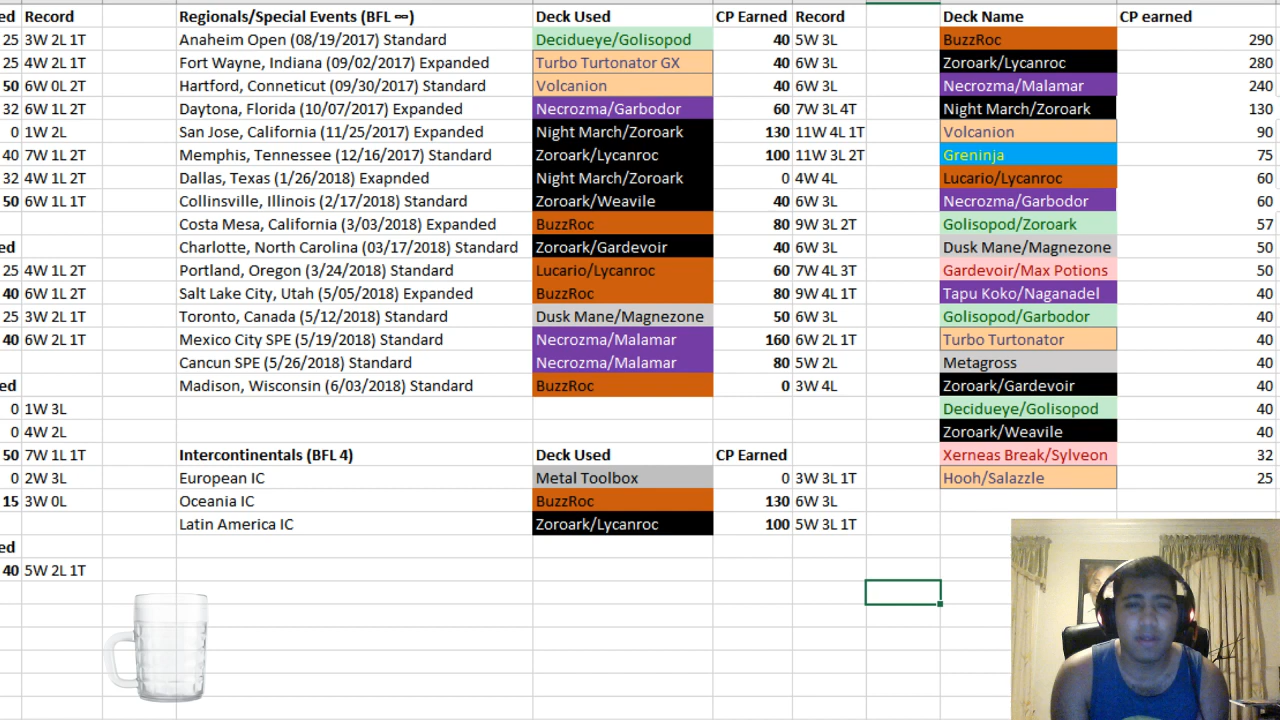 ed Record Regionals/Special Events (BFL ∞) Deck Used CP Earned Record Deck Name CP earned
25 3W 2L 1T Anaheim Open (08/19/2017) Standard Decidueye/Golisopod 40 5W 3L BuzzRoc 290
25 4W 2L 1T Fort Wayne, Indiana (09/02/2017) Expanded Turbo Turtonator GX 40 6W 3L Zoroark/Lycanroc 280
50 6W 0L 2T Hartford, Conneticut (09/30/2017) Standard Volcanion 40 6W 3L Necrozma/Malamar 240
32 6W 1L 2T Daytona, Florida (10/07/2017) Expanded Necrozma/Garbodor 60 7W 3L 4T Night March/Zoroark 130
0 1W 2L San Jose, California (11/25/2017) Expanded Night March/Zoroark 130 11W 4L 1T Volcanion 90
40 7W 1L 2T Memphis, Tennessee (12/16/2017) Standard Zoroark/Lycanroc 100 11W 3L 2T Greninja 75
32 4W 1L 2T Dallas, Texas (1/26/2018) Exapnded Night March/Zoroark 0 4W 4L Lucario/Lycanroc 60
50 6W 1L 1T Collinsville, Illinois (2/17/2018) Standard Zoroark/Weavile 40 6W 3L Necrozma/Garbodor 60
Costa Mesa, California (3/03/2018) Expanded BuzzRoc 80 9W 3L 2T Golisopod/Zoroark 57
ed Charlotte, North Carolina (03/17/2018) Standard Zoroark/Gardevoir 40 6W 3L Dusk Mane/Magnezone 50
25 4W 1L 2T Portland, Oregon (3/24/2018) Standard Lucario/Lycanroc 60 7W 4L 3T Gardevoir/Max Potions 50
40 6W 1L 2T Salt Lake City, Utah (5/05/2018) Expanded BuzzRoc 80 9W 4L 1T Tapu Koko/Naganadel 40
25 3W 2L 1T Toronto, Canada (5/12/2018) Standard Dusk Mane/Magnezone 50 6W 3L Golisopod/Garbodor 40
40 6W 2L 1T Mexico City SPE (5/19/2018) Standard Necrozma/Malamar 160 6W 2L 1T Turbo Turtonator 40
Cancun SPE (5/26/2018) Standard Necrozma/Malamar 80 5W 2L Metagross 40
ed Madison, Wisconsin (6/03/2018) Standard BuzzRoc 0 3W 4L Zoroark/Gardevoir 40
0 1W 3L Decidueye/Golisopod 40
0 4W 2L Zoroark/Weavile 40
50 7W 1L 1T Intercontinentals (BFL 4) Deck Used CP Earned Xerneas Break/Sylveon 32
0 2W 3L European IC Metal Toolbox 0 3W 3L 1T Hooh/Salazzle 25
15 3W 0L Oceania IC BuzzRoc 130 6W 3L
Latin America IC Zoroark/Lycanroc 100 5W 3L 1T
ed
40 5W 2L 1T